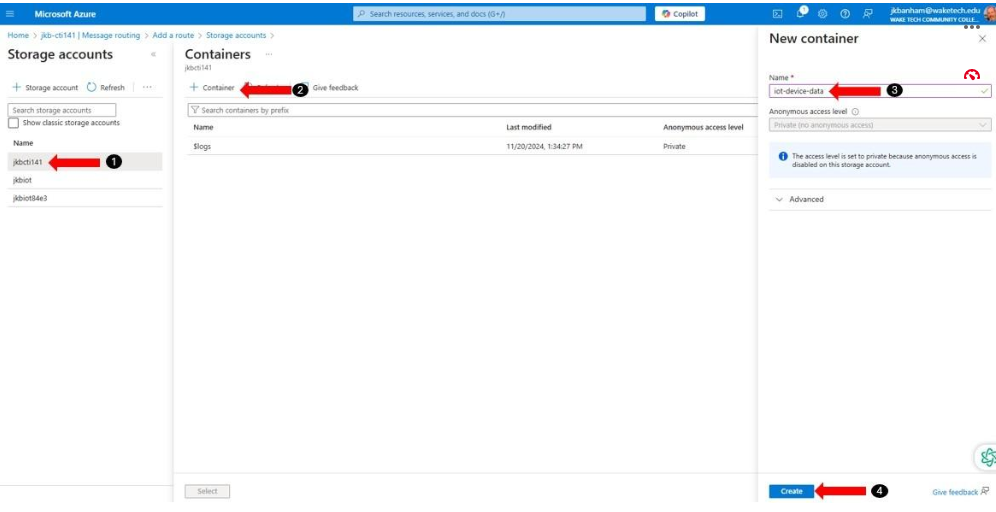 Microsoft Azure
Search resources, services, and docs (G+/)
Copilot
jkbanham@waketech.edu
WAKE TECH COMMUNITY COLLE...
Home > jkb-cti141 | Message routing > Add a route > Storage accounts >
Storage accounts
+ Storage account
Refresh
Search storage accounts
Show classic storage accounts
Name
jkbcti141
1
jkbiot
jkbiot84e3
Containers
jkbcti141
+ Container
2
Give feedback
Search containers by prefix
Name
Last modified
Anonymous access level
$logs
11/20/2024, 1:34:27 PM
Private
Select
New container
Name *
iot-device-data
3
Anonymous access level
Private (no anonymous access)
The access level is set to private because anonymous access is
disabled on this storage account.
Advanced
Create
4
Give feedback